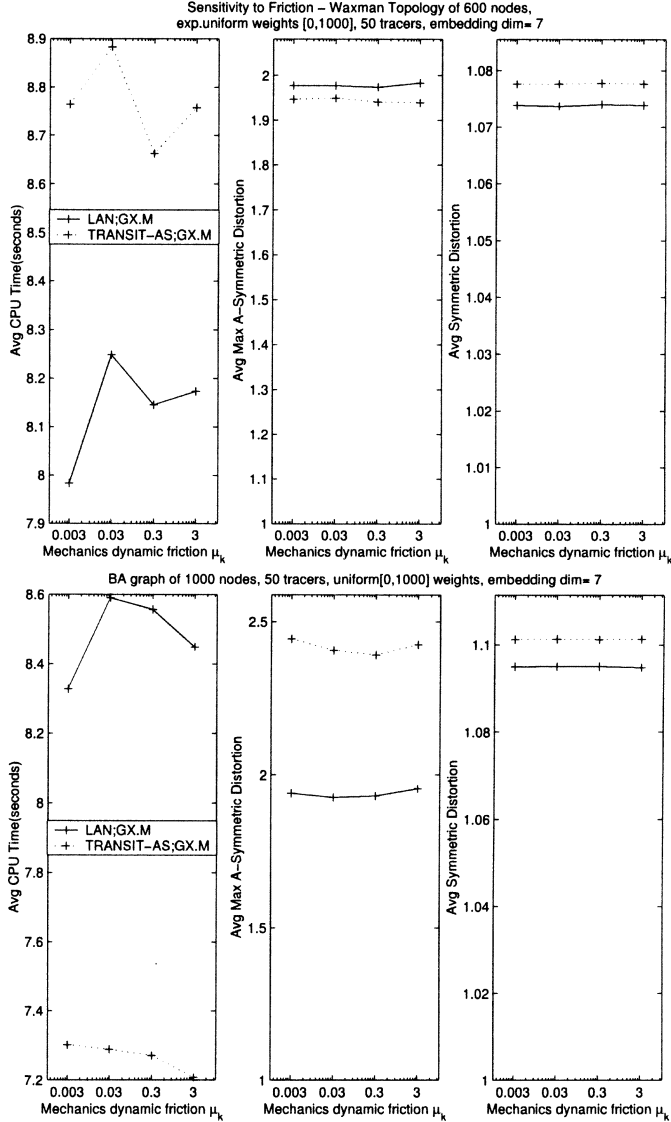 Sensitivity to Friction – Waxman Topology of 600 nodes,
exp.uniform weights [0,1000], 50 tracers, embedding dim= 7
Avg CPU Time(seconds)
8.9
8.8
8.7
8.6
8.5
8.4
8.3
8.2
8.1
8
7.9
LAN;GX.M
TRANSIT–AS;GX.M
0.003 0.03 0.3 3
Mechanics dynamic friction μk
Avg Max A–Symmetric Distortion
2
1.9
1.8
1.7
1.6
1.5
1.4
1.3
1.2
1.1
1
0.003 0.03 0.3 3
Mechanics dynamic friction μk
Avg Symmetric Distortion
1.08
1.07
1.06
1.05
1.04
1.03
1.02
1.01
1
0.003 0.03 0.3 3
Mechanics dynamic friction μk
BA graph of 1000 nodes, 50 tracers, uniform[0,1000] weights, embedding dim= 7
Avg CPU Time(seconds)
8.6
8.4
8.2
8
LAN;GX.M
TRANSIT–AS;GX.M
7.8
7.6
7.4
7.2
0.003 0.03 0.3 3
Mechanics dynamic friction μk
Avg Max A–Symmetric Distortion
2.5
2
1.5
1
0.003 0.03 0.3 3
Mechanics dynamic friction μk
Avg Symmetric Distortion
1.1
1.08
1.06
1.04
1.02
1
0.003 0.03 0.3 3
Mechanics dynamic friction μk